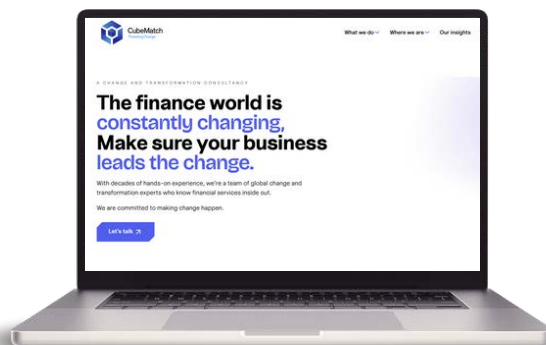 CubeMatch
Powering Change
What we do
Where we are
Our insights
A CHANGE AND TRANSFORMATION CONSULTANCY
The finance world is
constantly changing,
Make sure your business
leads the change.
With decades of hands-on experience, we're a team of global change and
transformation experts who know financial services inside out.
We are committed to making change happen.
Let's talk